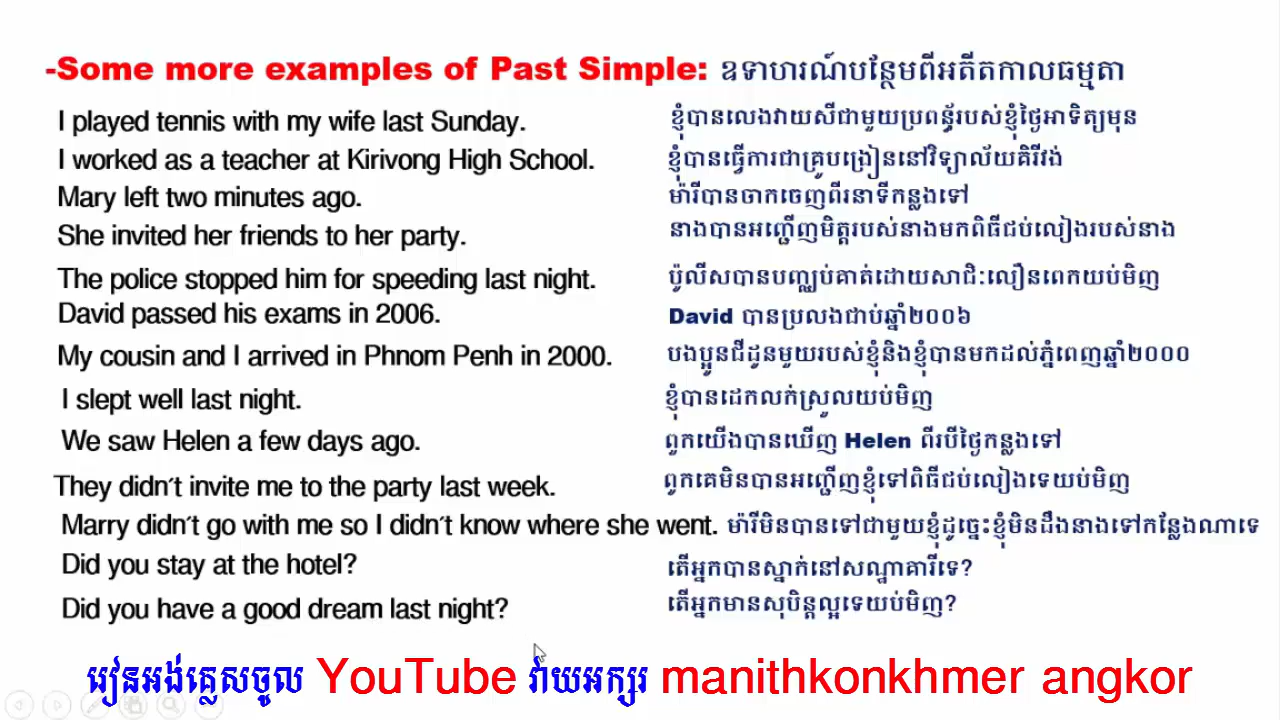 -Some more examples of Past Simple: ឧទាហរណ៍បន្ថែមពីអតីតកាលធម្មតា
I played tennis with my wife last Sunday. ខ្ញុំបានលេងវាយសីជាមួយប្រពន្ធ័របស់ខ្ញុំថ្ងៃអាទិត្យមុន
I worked as a teacher at Kirivong High School. ខ្ញុំបានធ្វើការជាគ្រូបង្រៀននៅវិទ្យាល័យគិរីវង់
Mary left two minutes ago. ម៉ារីបានចាកចេញពីរនាទីកន្លងទៅ
She invited her friends to her party. នាងបានអញ្ជើញមិត្តរបស់នាងមកពិធីជប់លៀងរបស់នាង
The police stopped him for speeding last night. ប៉ូលីសបានបញ្ឈប់គាត់ដោយសាជិៈលឿនពេកយប់មិញ
David passed his exams in 2006. David បានប្រលងជាប់ឆ្នាំ២០០៦
My cousin and I arrived in Phnom Penh in 2000. បងប្អូនជីដូនមួយរបស់ខ្ញុំនិងខ្ញុំបានមកដល់ភ្នំពេញឆ្នាំ២០០០
I slept well last night. ខ្ញុំបានដេកលក់ស្រួលយប់មិញ
We saw Helen a few days ago. ពួកយើងបានឃើញ Helen ពីរបីថ្ងៃកន្លងទៅ
They didn´t invite me to the party last week. ពួកគេមិនបានអញ្ជើញខ្ញុំទៅពិធីជប់លៀងទេយប់មិញ
Marry didn´t go with me so I didn´t know where she went. ម៉ារីមិនបានទៅជាមួយខ្ញុំដូច្នេះខ្ញុំមិនដឹងនាងទៅកន្លែងណាទេ
Did you stay at the hotel? តើអ្នកបានស្នាក់នៅសណ្ឋាគារីទេ?
Did you have a good dream last night? តើអ្នកមានសុបិន្តល្អទេយប់មិញ?
រៀនអង់គ្លេសចូល YouTube វាយអក្សរ manithkonkhmer angkor